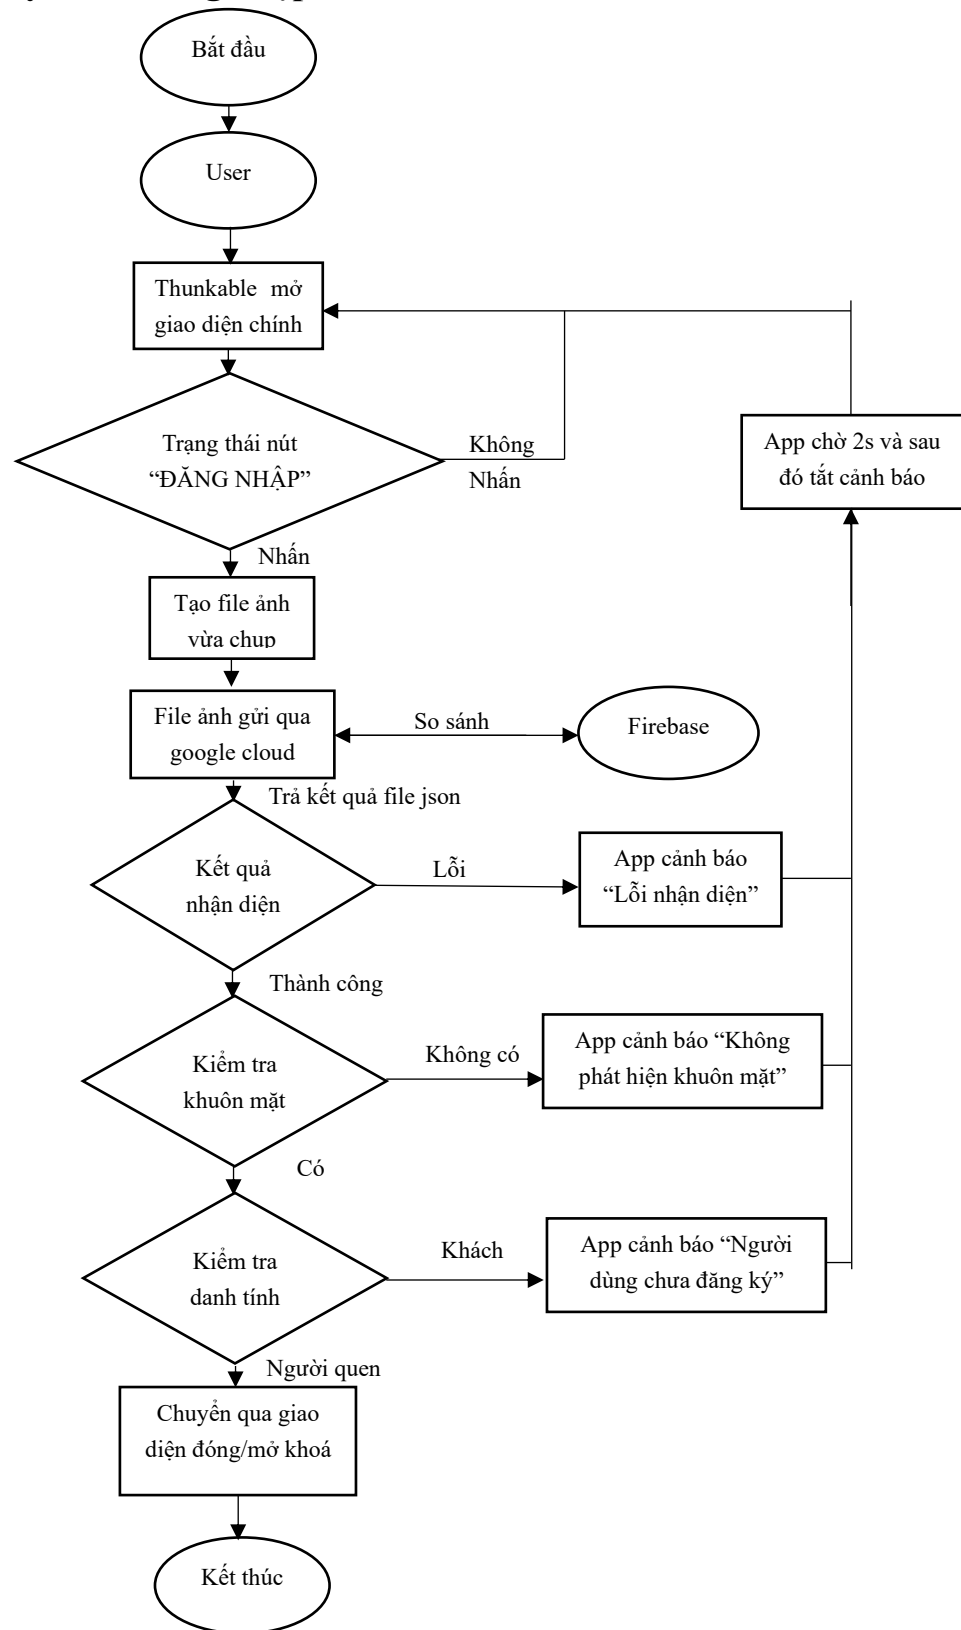 Bắt đầu
User
Thunkable mở
giao diện chính
Trạng thái nút
“ĐĂNG NHẬP”
Không
Nhấn
App chờ 2s và sau
đó tắt cảnh báo
Nhấn
Tạo file ảnh
vừa chụp
File ảnh gửi qua
google cloud
So sánh
Firebase
Trả kết quả file json
Kết quả
nhận diện
Lỗi
App cảnh báo
“Lỗi nhận diện”
Thành công
Kiểm tra
khuôn mặt
Không có
App cảnh báo “Không
phát hiện khuôn mặt”
Có
Kiểm tra
danh tính
Khách
App cảnh báo “Người
dùng chưa đăng ký”
Người quen
Chuyển qua giao
diện đóng/mở khoá
Kết thúc